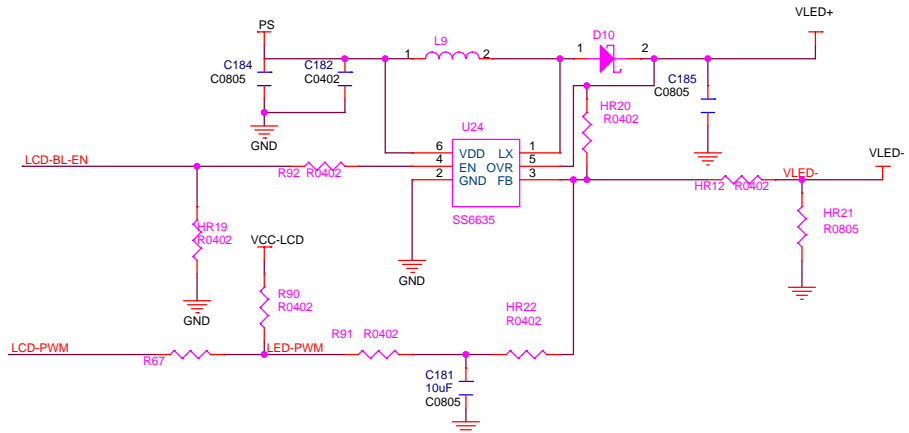 PS
VLED+
L9
1
2
D10
1
2
C184
C0805
C182
C0402
C185
C0805
HR20
R0402
GND
U24
6
VDD
LX
1
4
EN
OVR
5
2
GND
FB
3
SS6635
LCD-BL-EN
R92
R0402
VLED-
VLED-
HR12
R0402
HR19
R0402
HR21
R0805
VCC-LCD
GND
GND
R90
R0402
HR22
R0402
LCD-PWM
R67
LED-PWM
R91
R0402
C181
10uF
C0805